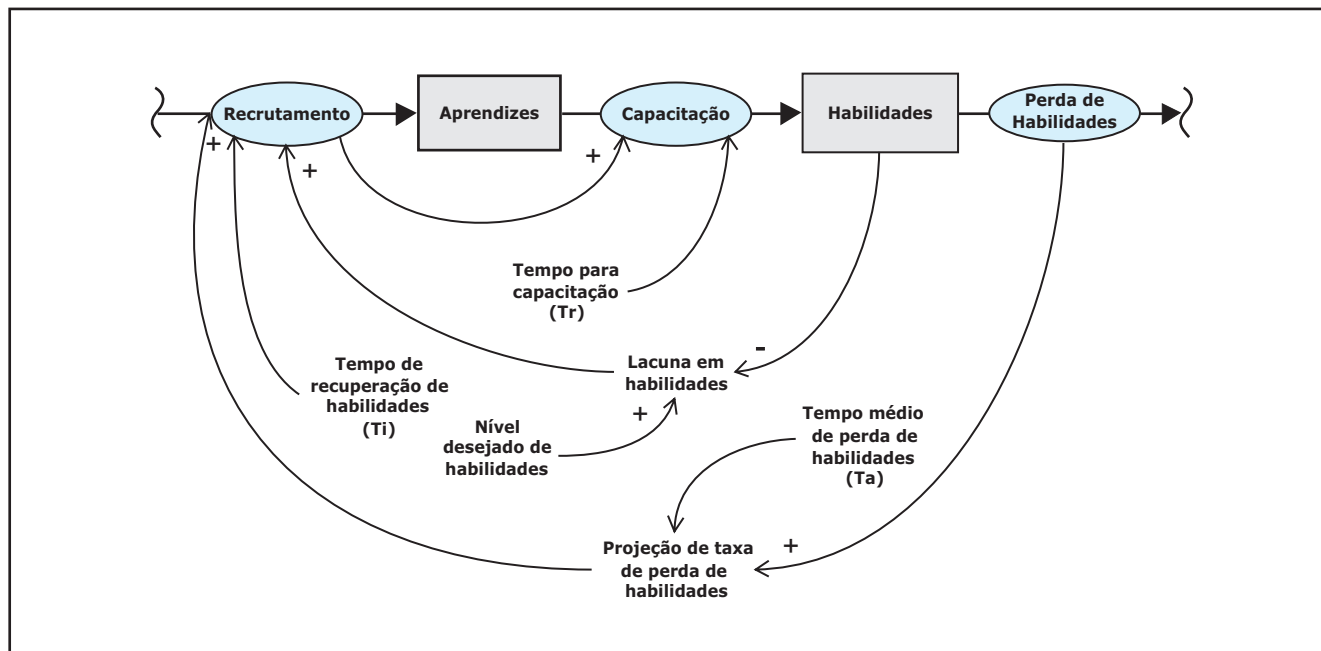 Recrutamento
Aprendizes
Capacitação
Habilidades
Perda de
Habilidades
+
+
+
Tempo para
capacitação
(Tr)
-
Lacuna em
habilidades
Tempo de
recuperação de
habilidades
(Ti)
+
Nível
desejado de
habilidades
Tempo médio
de perda de
habilidades
(Ta)
+
Projeção de taxa
de perda de
habilidades